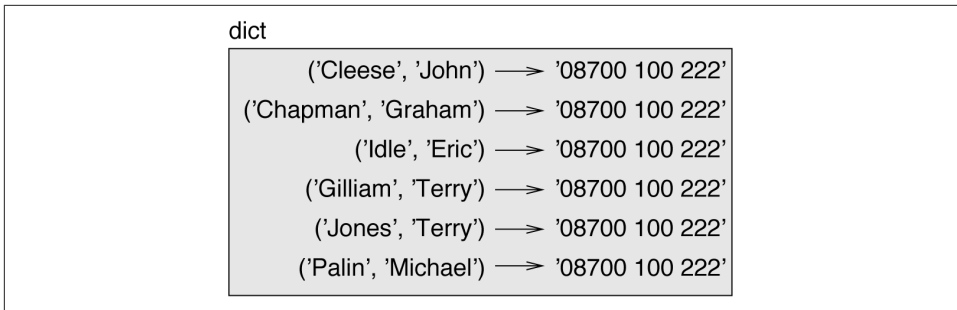 dict
(’Cleese’, ’John’) ’08700 100 222’
(’Chapman’, ’Graham’) ’08700 100 222’
(’Idle’, ’Eric’) ’08700 100 222’
(’Gilliam’, ’Terry’) ’08700 100 222’
(’Jones’, ’Terry’) ’08700 100 222’
(’Palin’, ’Michael’) ’08700 100 222’